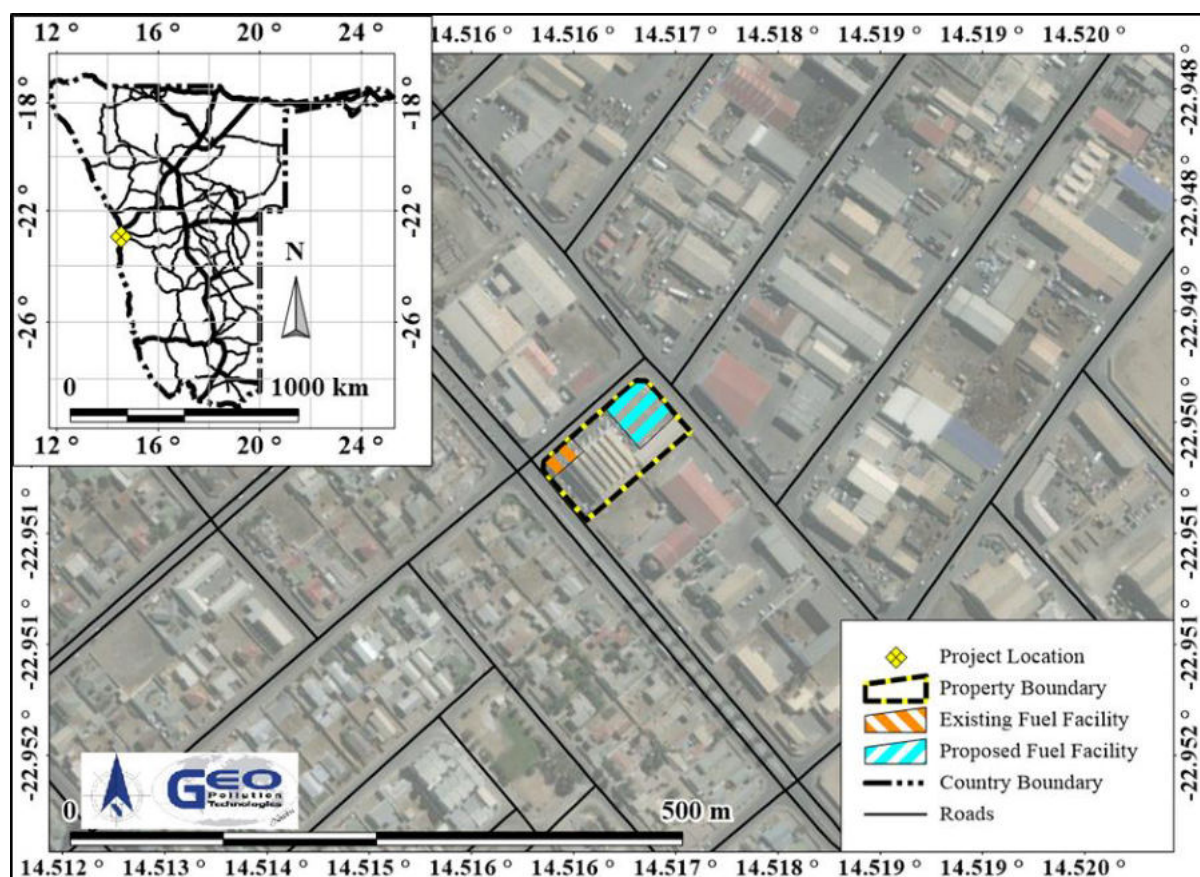 12 ° 16 ° 20 ° 24 °
14.516 ° 14.516 ° 14.517 ° 14.518 ° 14.519 ° 14.519 ° 14.520 °
-18 °
-22 °
-26 °
-18 °
-22 °
-26 °
N
0 1000 km
12 ° 16 ° 20 ° 24 °
-22.948 °
-22.948 °
-22.949 °
-22.950 °
-22.951 °
-22.951 °
-22.952 °
-22.951 °
-22.951 °
-22.952 °
Project Location
Property Boundary
Existing Fuel Facility
Proposed Fuel Facility
Country Boundary
Roads
GEO
Pollution
Technologies
0 500 m
14.512 ° 14.513 ° 14.514 ° 14.515 ° 14.516 ° 14.517 ° 14.518 ° 14.519 ° 14.519 ° 14.520 °